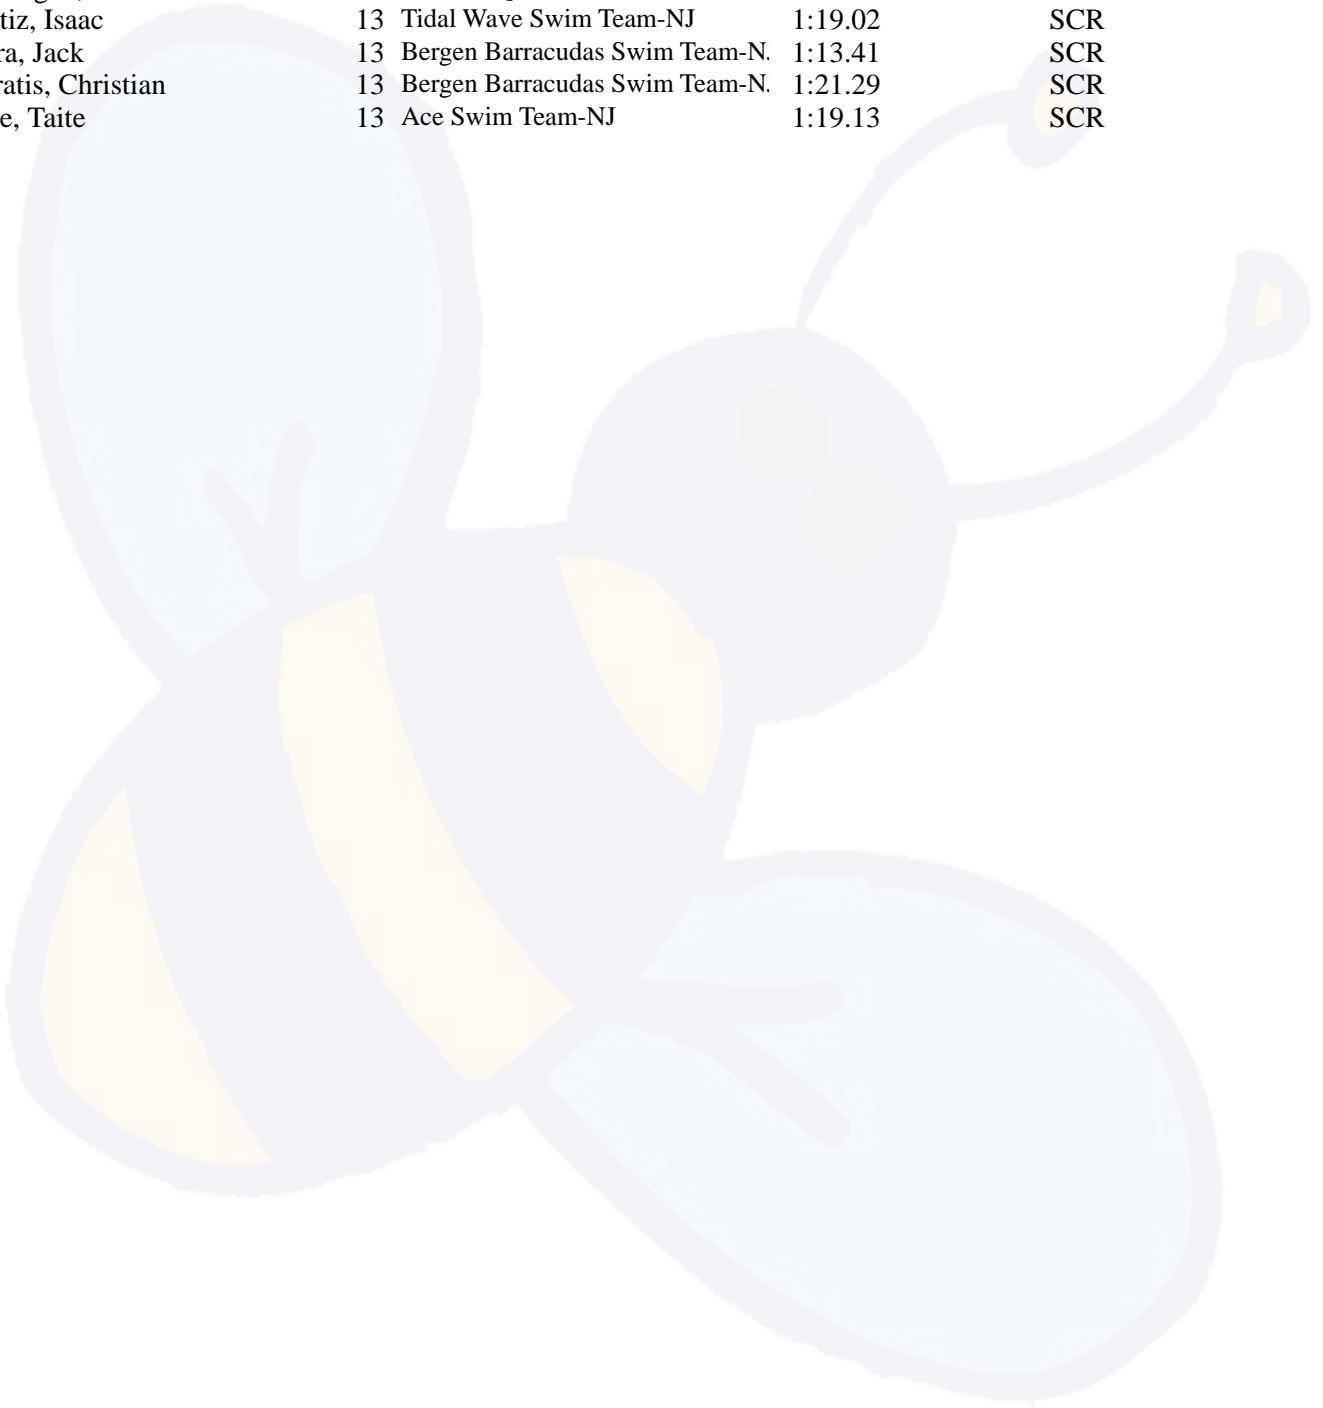 tiz, Isaac 13 Tidal Wave Swim Team-NJ 1:19.02 SCR
ra, Jack 13 Bergen Barracudas Swim Team-N. 1:13.41 SCR
ratis, Christian 13 Bergen Barracudas Swim Team-N. 1:21.29 SCR
e, Taite 13 Ace Swim Team-NJ 1:19.13 SCR